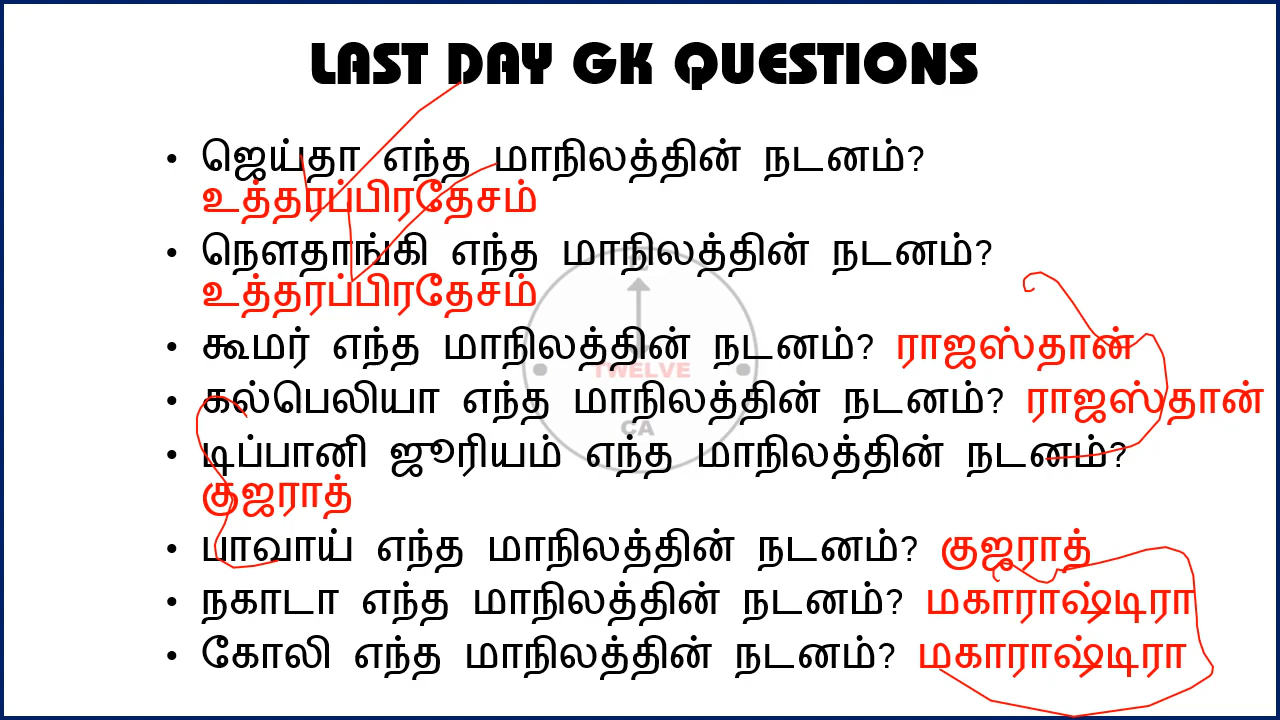 LAST DAY GK QUESTIONS
• ஜெய்தா எந்த மாநிலத்தின் நடனம்?
உத்தரப்பிரதேசம்
• நௌதாங்கி எந்த மாநிலத்தின் நடனம்?
உத்தரப்பிரதேசம்
• கூமர் எந்த மாநிலத்தின் நடனம்? ராஜஸ்தான்
TWELVE
• கல்பெலியா எந்த மாநிலத்தின் நடனம்? ராஜஸ்தான்
CA
• டிப்பானி ஜூரியம் எந்த மாநிலத்தின் நடனம்?
குஜராத்
• பாவாய் எந்த மாநிலத்தின் நடனம்? குஜராத்
• நகாடா எந்த மாநிலத்தின் நடனம்? மகாராஷ்டிரா
• கோலி எந்த மாநிலத்தின் நடனம்? மகாராஷ்டிரா